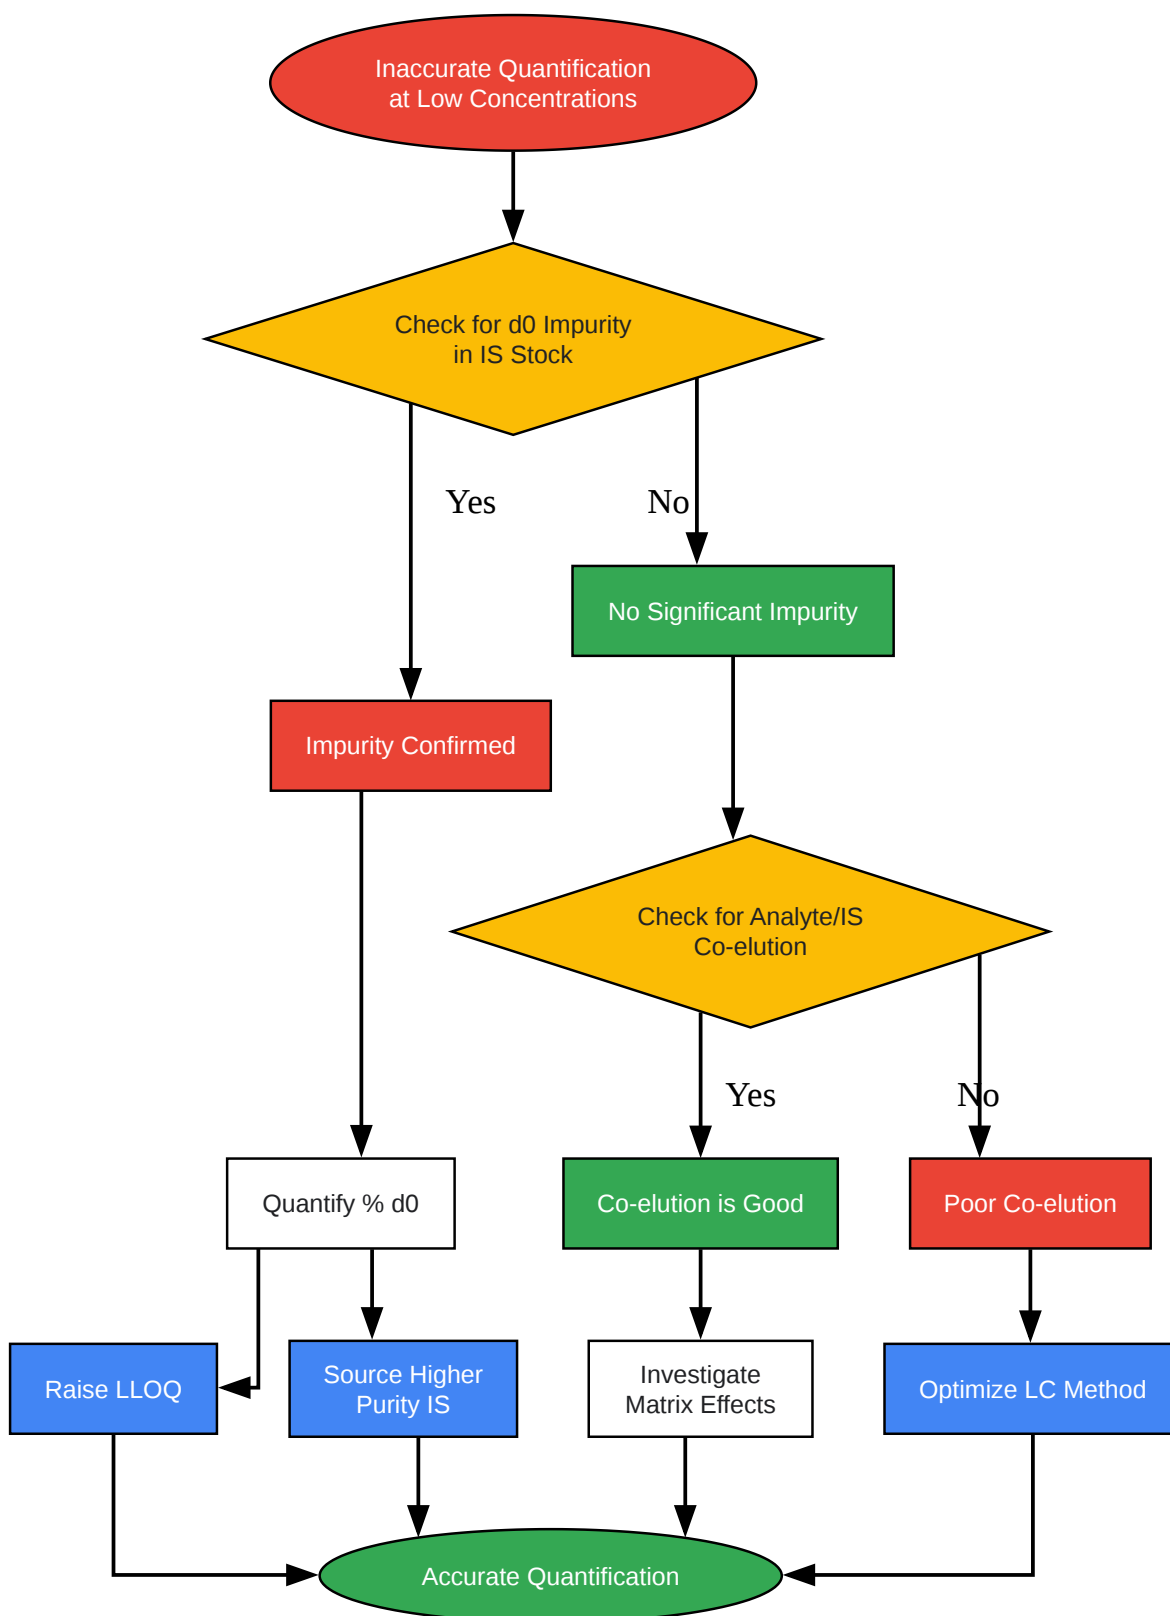 Inaccurate Quantification
at Low Concentrations
Check for d0 Impurity
in IS Stock
Yes
No
No Significant Impurity
Impurity Confirmed
Check for Analyte/IS
Co-elution
Yes
No
Quantify % d0
Co-elution is Good
Poor Co-elution
Raise LLOQ
Source Higher
Purity IS
Investigate
Matrix Effects
Optimize LC Method
Accurate Quantification